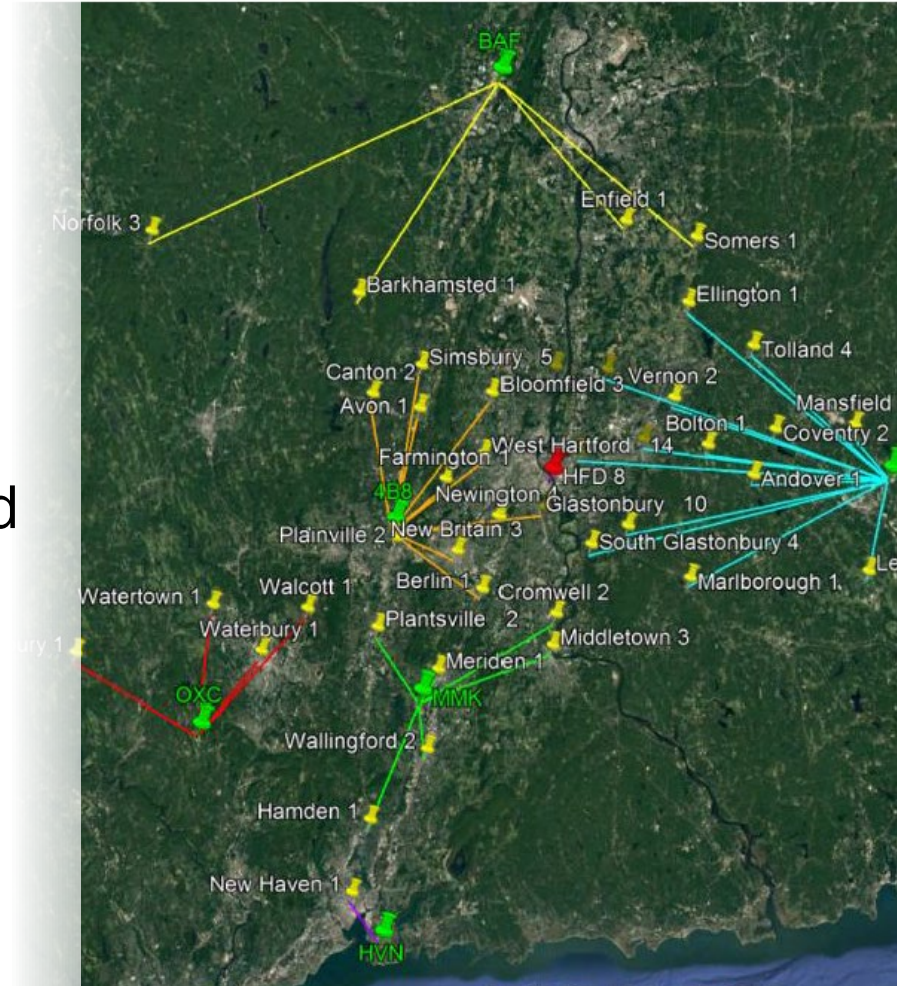 BAF
Enfield 1
Norfolk 3
Somers 1
Barkhamsted 1
Ellington 1
Tolland 4
Simsbury 5
Canton 2
Vernon 2
Bloomfield 3
Avon 1
Mansfield
Bolton 1
Coventry 2
West Hartford 14
Farmington 1
HFD 8
Andover 1
4B8
Newington 4
Glastonbury 10
New Britain 3
Plainville 2
South Glastonbury 4
d
Berlin 1
Marlborough 1
Le
Walcott 1
Watertown 1
Cromwell 2
Plantsville 2
Waterbury 1
Middletown 3
ury 1
Meriden 1
OXC
MMK
Wallingford 2
Hamden 1
New Haven 1
HVN